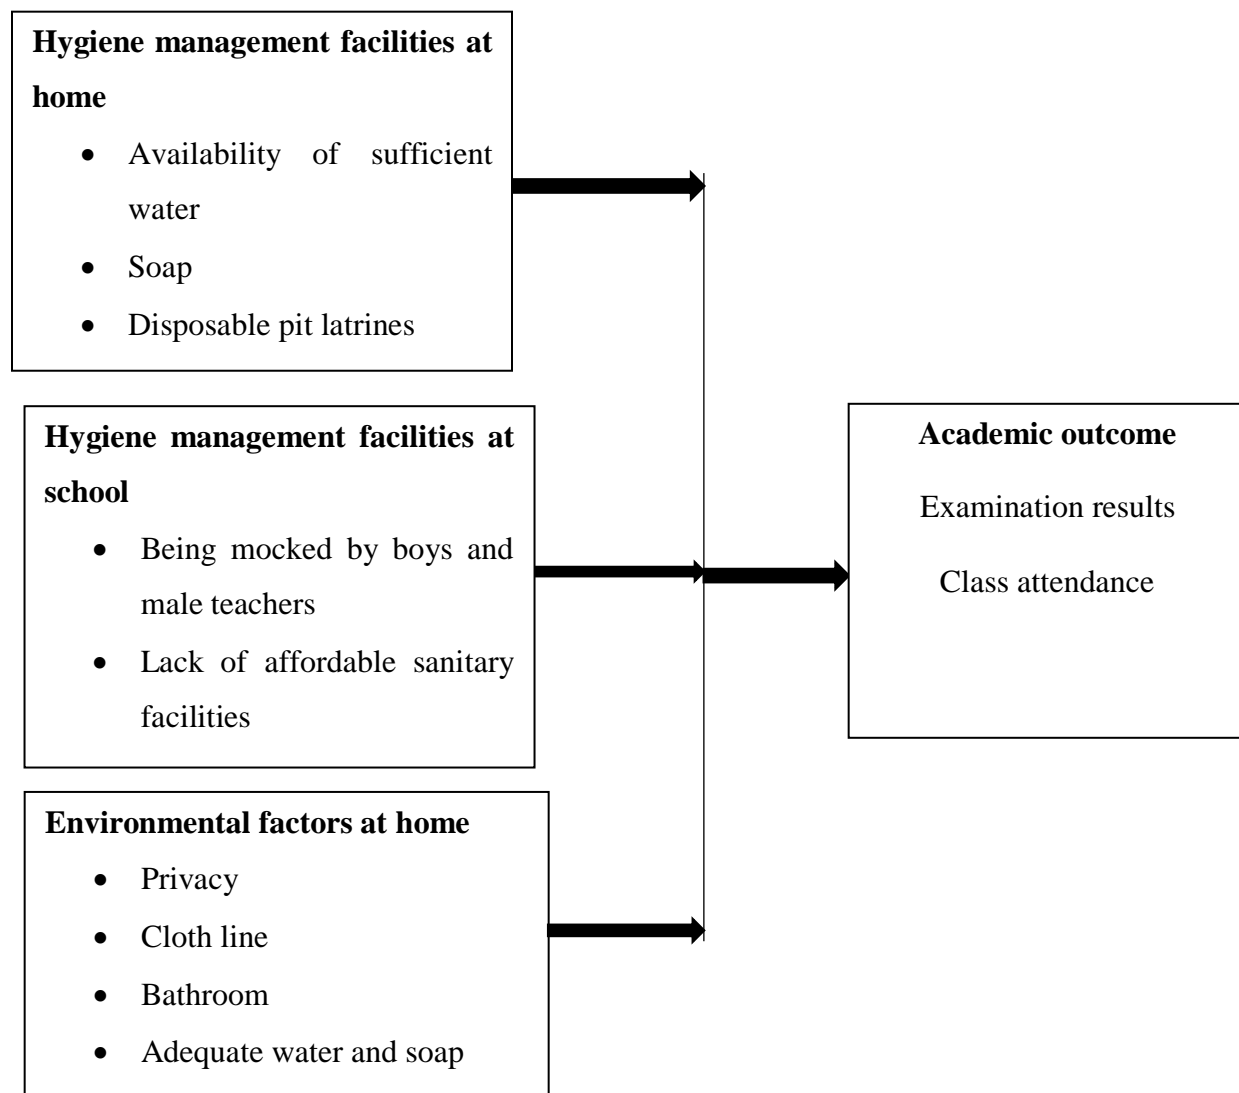 Hygiene management facilities at
home
• Availability of sufficient
water
• Soap
• Disposable pit latrines
Hygiene management facilities at
school
• Being mocked by boys and
male teachers
• Lack of affordable sanitary
facilities
Environmental factors at home
• Privacy
• Cloth line
• Bathroom
• Adequate water and soap
Academic outcome
Examination results
Class attendance